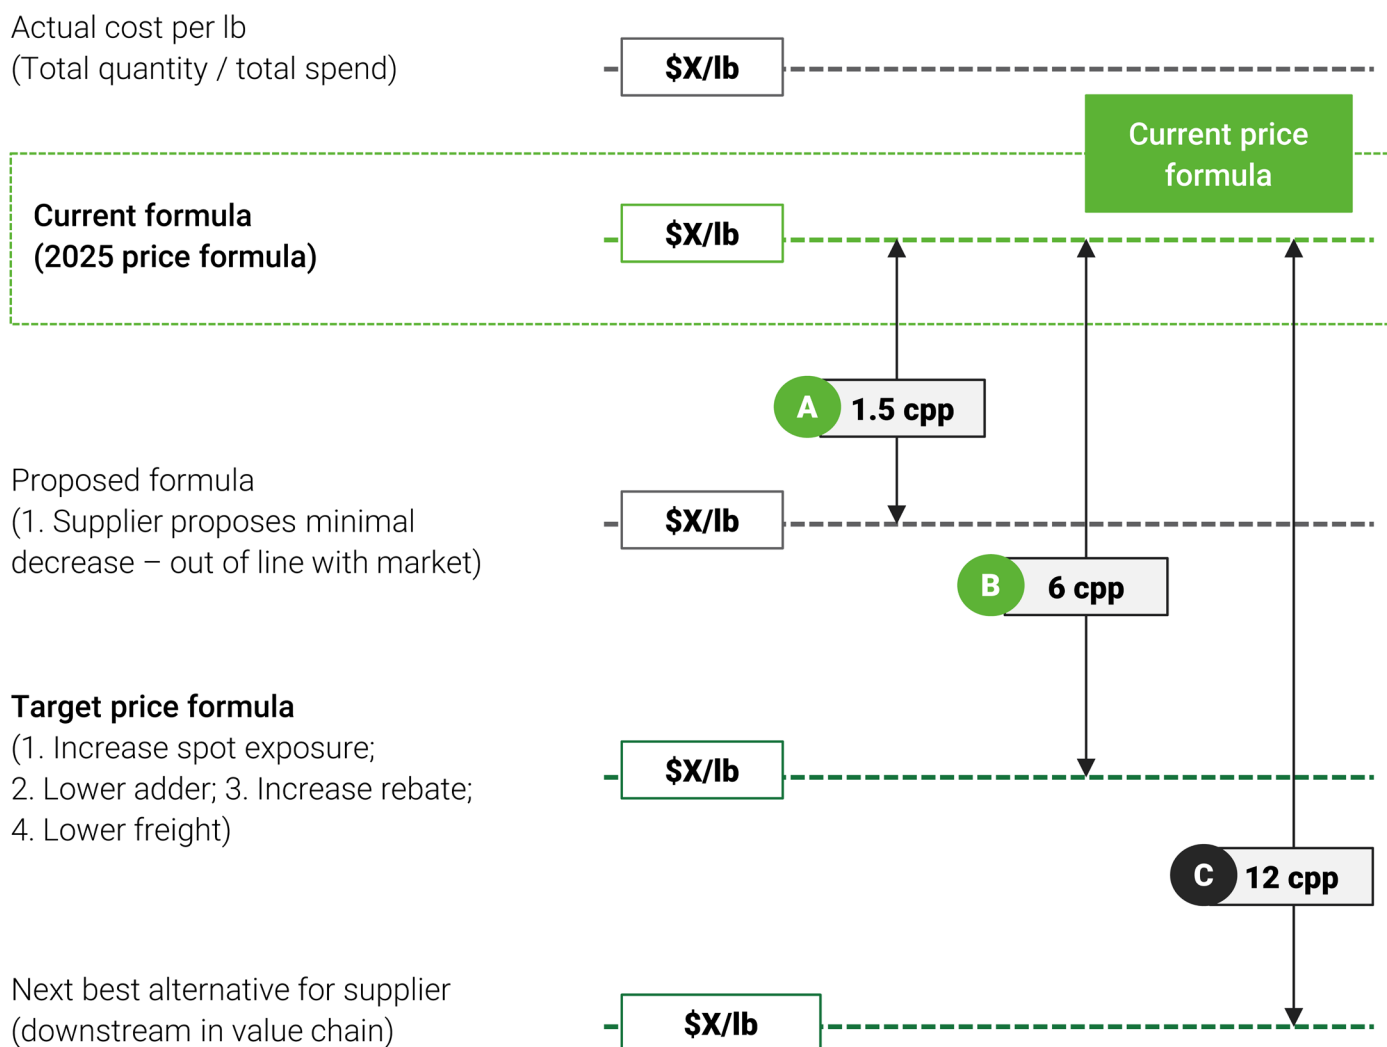 Actual cost per lb
(Total quantity / total spend)
$X/lb
Current price
formula
Current formula
(2025 price formula)
$X/lb
A
1.5 cpp
Proposed formula
(1. Supplier proposes minimal
decrease – out of line with market)
$X/lb
B
6 cpp
Target price formula
(1. Increase spot exposure;
2. Lower adder; 3. Increase rebate;
4. Lower freight)
$X/lb
C
12 cpp
Next best alternative for supplier
(downstream in value chain)
$X/lb